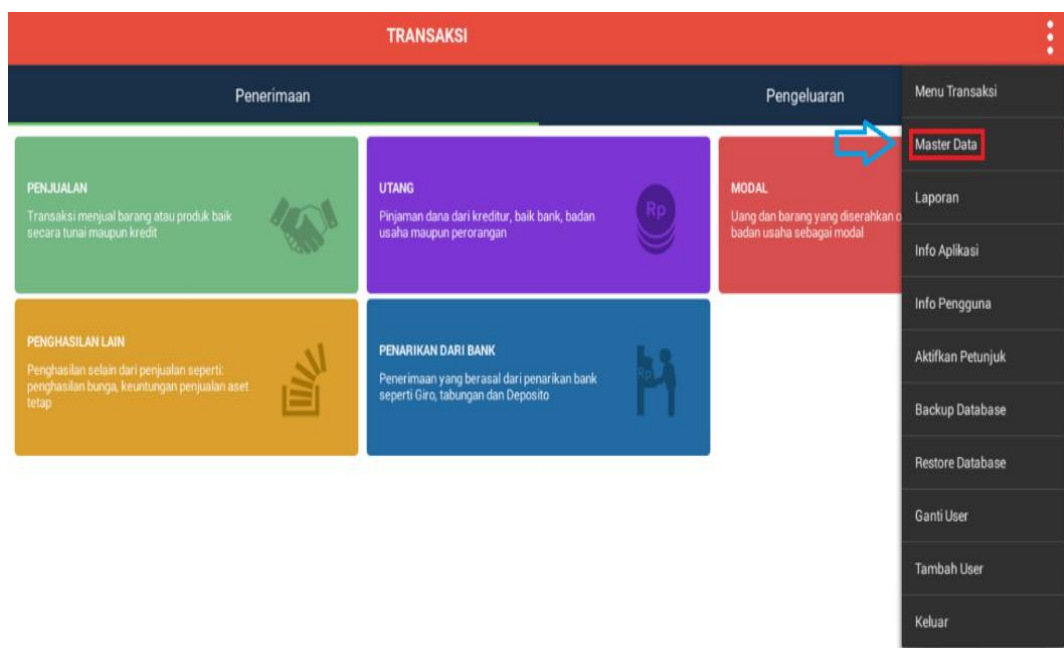 TRANSAKSI
Penerimaan
Pengeluaran
PENJUALAN
Transaksi menjual barang atau produk baik
secara tunai maupun kredit
UTANG
Pinjaman dana dari kreditur, baik bank, badan
usaha maupun perorangan
Rp
MODAL
Uang dan barang yang diserahkan o
badan usaha sebagai modal
PENGHASILAN LAIN
Penghasilan selain dari penjualan seperti:
penghasilan bunga, keuntungan penjualan aset
tetap
PENARIKAN DARI BANK
Penerimaan yang berasal dari penarikan bank
seperti Giro, tabungan dan Deposito
Rp
Menu Transaksi
Master Data
Laporan
Info Aplikasi
Info Pengguna
Aktifkan Petunjuk
Backup Database
Restore Database
Ganti User
Tambah User
Keluar